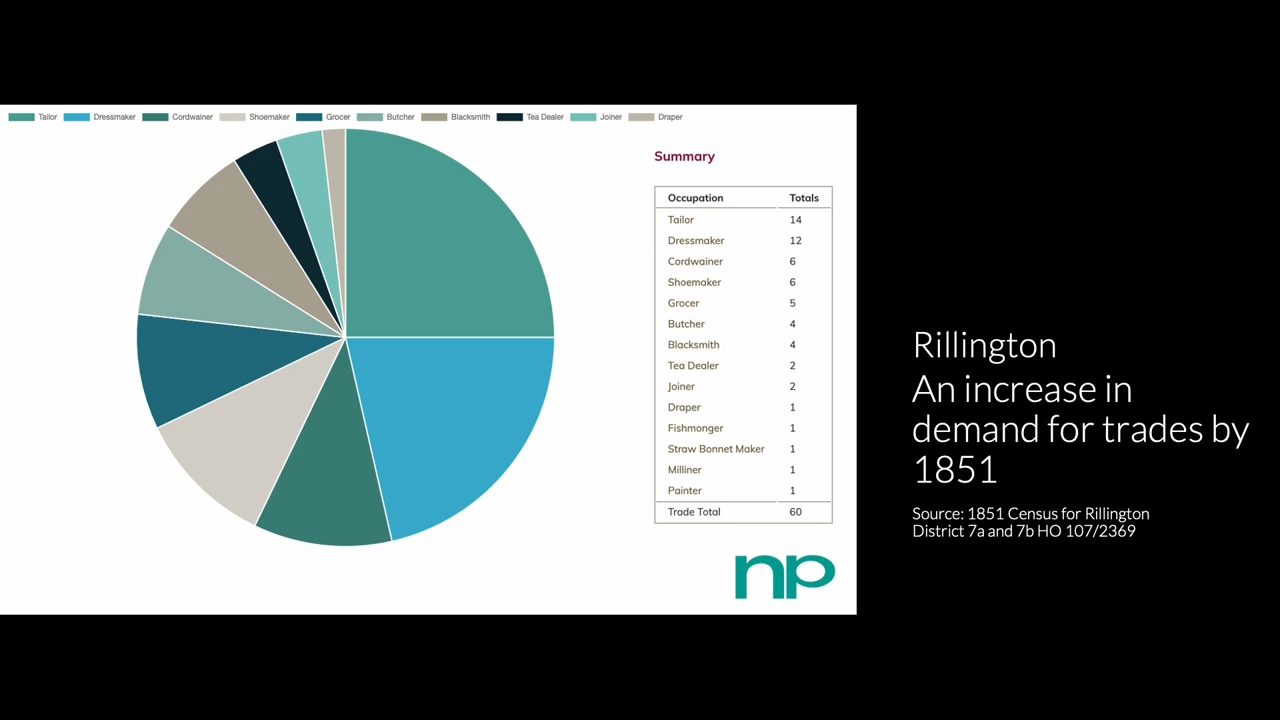 Tailor Dressmaker Cordwainer Shoemaker Grocer Butcher Blacksmith Tea Dealer Joiner Draper
Summary
Occupation Totals
Tailor 14
Dressmaker 12
Cordwainer 6
Shoemaker 6
Grocer 5
Butcher 4
Blacksmith 4
Tea Dealer 2
Joiner 2
Draper 1
Fishmonger 1
Straw Bonnet Maker 1
Milliner 1
Painter 1
Trade Total 60
np
Rillington
An increase in
demand for trades by
1851
Source: 1851 Census for Rillington
District 7a and 7b HO 107/2369